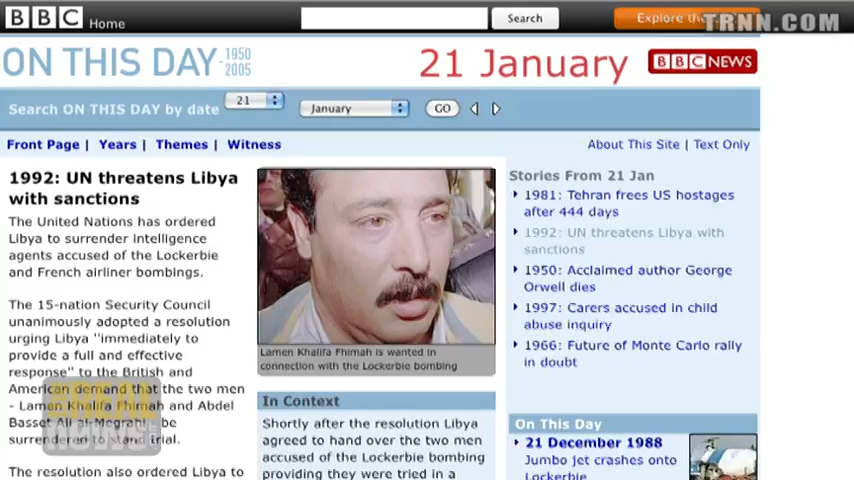 BBC Home
Search
Explore the
TRNN.COM
ON THIS DAY
1950
2005
21 January
BBC NEWS
Search ON THIS DAY by date
21
January
GO
Front Page | Years | Themes | Witness
About This Site | Text Only
1992: UN threatens Libya
with sanctions
The United Nations has ordered
Libya to surrender intelligence
agents accused of the Lockerbie
and French airliner bombings.
The 15-nation Security Council
unanimously adopted a resolution
urging Libya "immediately to
provide a full and effective
response" to the British and
American demand that the two men
- Lamen Khalifa Fhimah and Abdel
Basset Ali al-Megrahi - be
surrendered to stand trial.
The resolution also ordered Libya to
Lamen Khalifa Fhimah is wanted in
connection with the Lockerbie bombing
In Context
Shortly after the resolution Libya
agreed to hand over the two men
accused of the Lockerbie bombing
providing they were tried in a
Stories From 21 Jan
1981: Tehran frees US hostages
after 444 days
1992: UN threatens Libya with
sanctions
1950: Acclaimed author George
Orwell dies
1997: Carers accused in child
abuse inquiry
1966: Future of Monte Carlo rally
in doubt
On This Day
21 December 1988
Jumbo jet crashes onto
Lockerbie